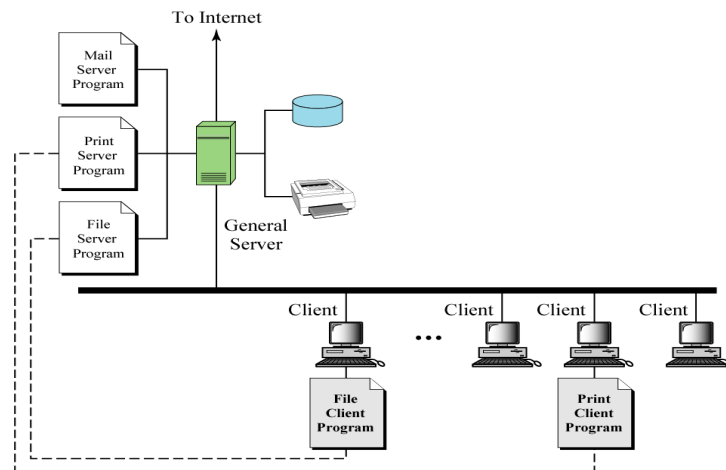 To Internet
Mail
Server
Program
Print
Server
Program
File
Server
Program
General
Server
Client
Client
Client
Client
File
Client
Program
Print
Client
Program